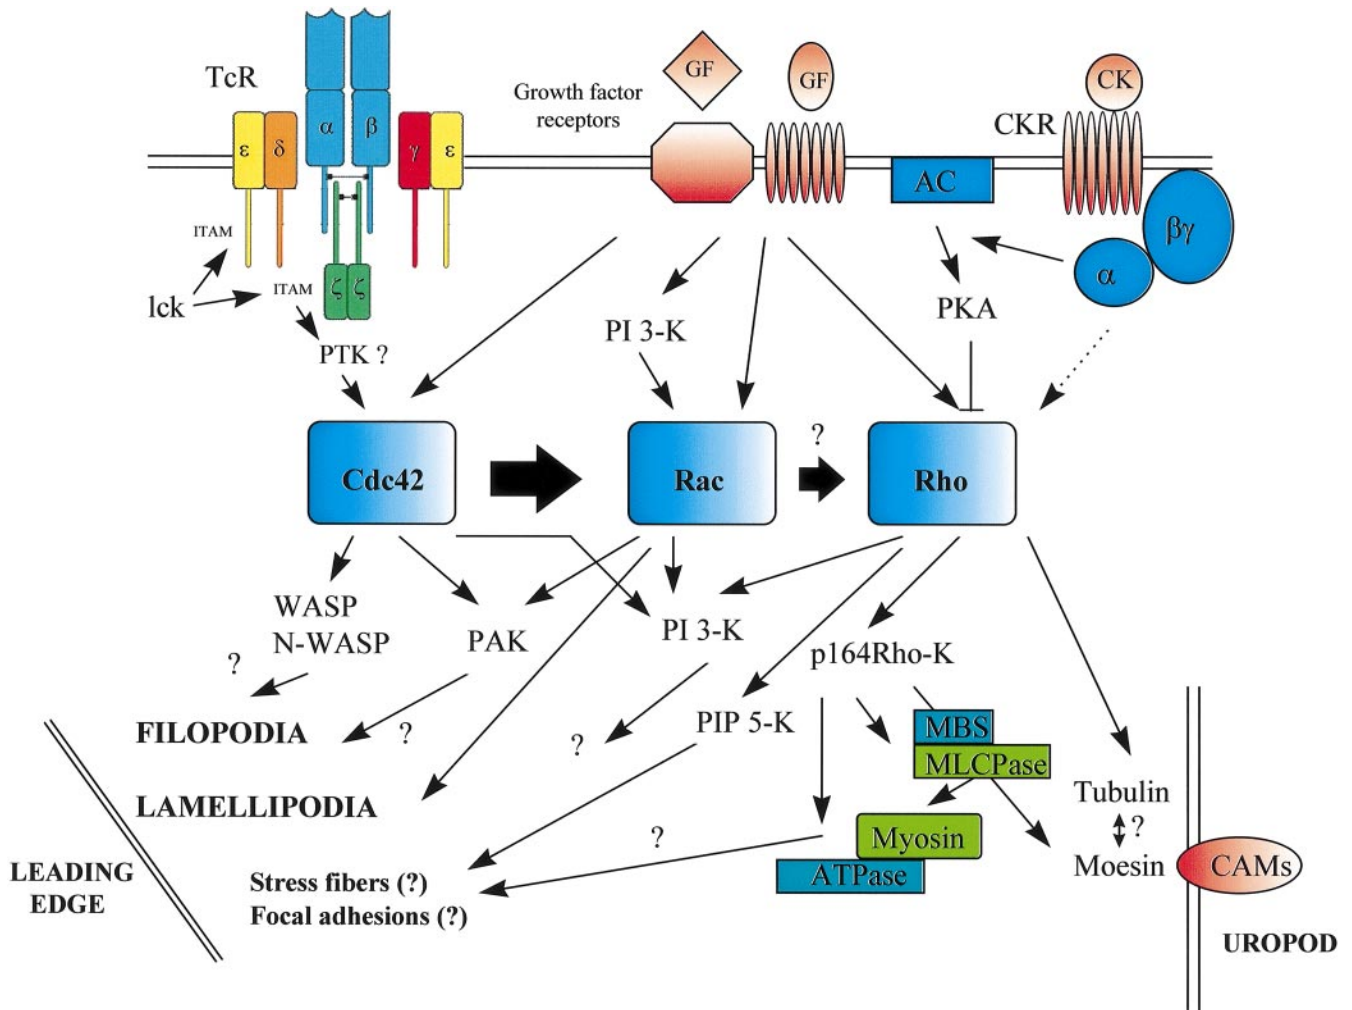 TcR
ε
δ
α
β
γ
ε
ITAM
lck
ITAM
ζ
ζ
PTK ?
Growth factor
receptors
GF
GF
AC
CKR
CK
βγ
α
PI 3-K
PKA
Cdc42
Rac
?
Rho
WASP
N-WASP
PAK
PI 3-K
p164Rho-K
?
FILOPODIA
?
?
PIP 5-K
MBS
MLCPase
LAMELLIPODIA
Tubulin
?
Moesin
CAMs
?
Myosin
ATPase
LEADING
EDGE
Stress fibers (?)
Focal adhesions (?)
UROPOD